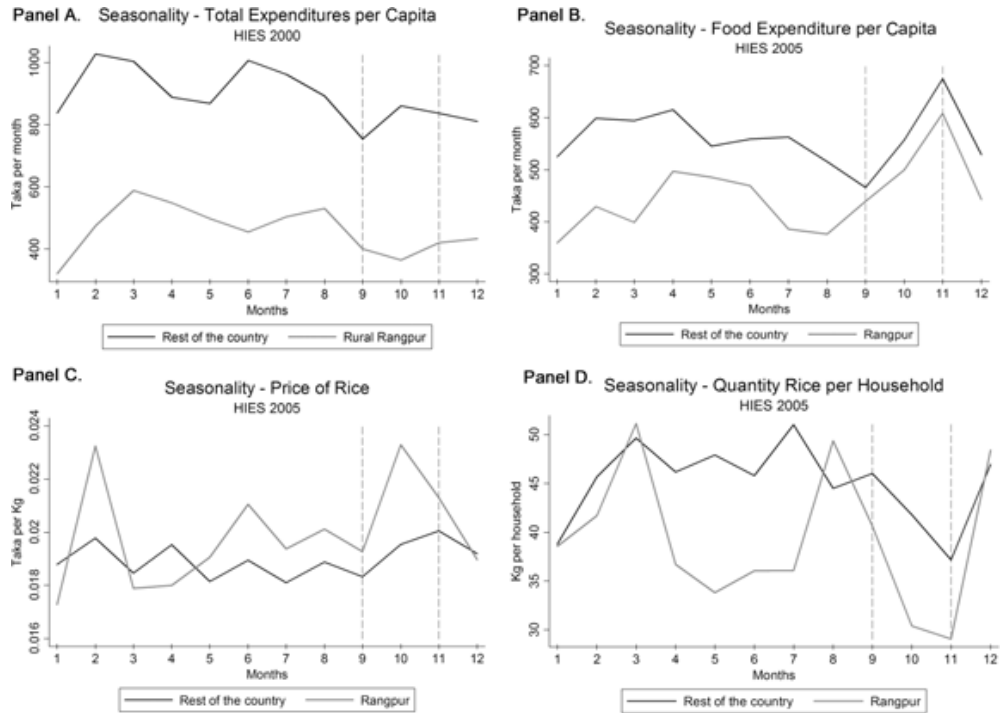 Panel A. Seasonality - Total Expenditures per Capita
HIES 2000
Taka per month
1000
800
600
400
1 2 3 4 5 6 7 8 9 10 11 12
Months
Rest of the country Rural Rangpur
Panel B. Seasonality - Food Expenditure per Capita
HIES 2005
Taka per month
700
600
500
400
300
1 2 3 4 5 6 7 8 9 10 11 12
Months
Rest of the country Rangpur
Panel C. Seasonality - Price of Rice
HIES 2005
Taka per Kg
0.024
0.022
0.02
0.018
0.016
1 2 3 4 5 6 7 8 9 10 11 12
Months
Rest of the country Rangpur
Panel D. Seasonality - Quantity Rice per Household
HIES 2005
Kg per household
50
45
40
35
30
1 2 3 4 5 6 7 8 9 10 11 12
Months
Rest of the country Rangpur